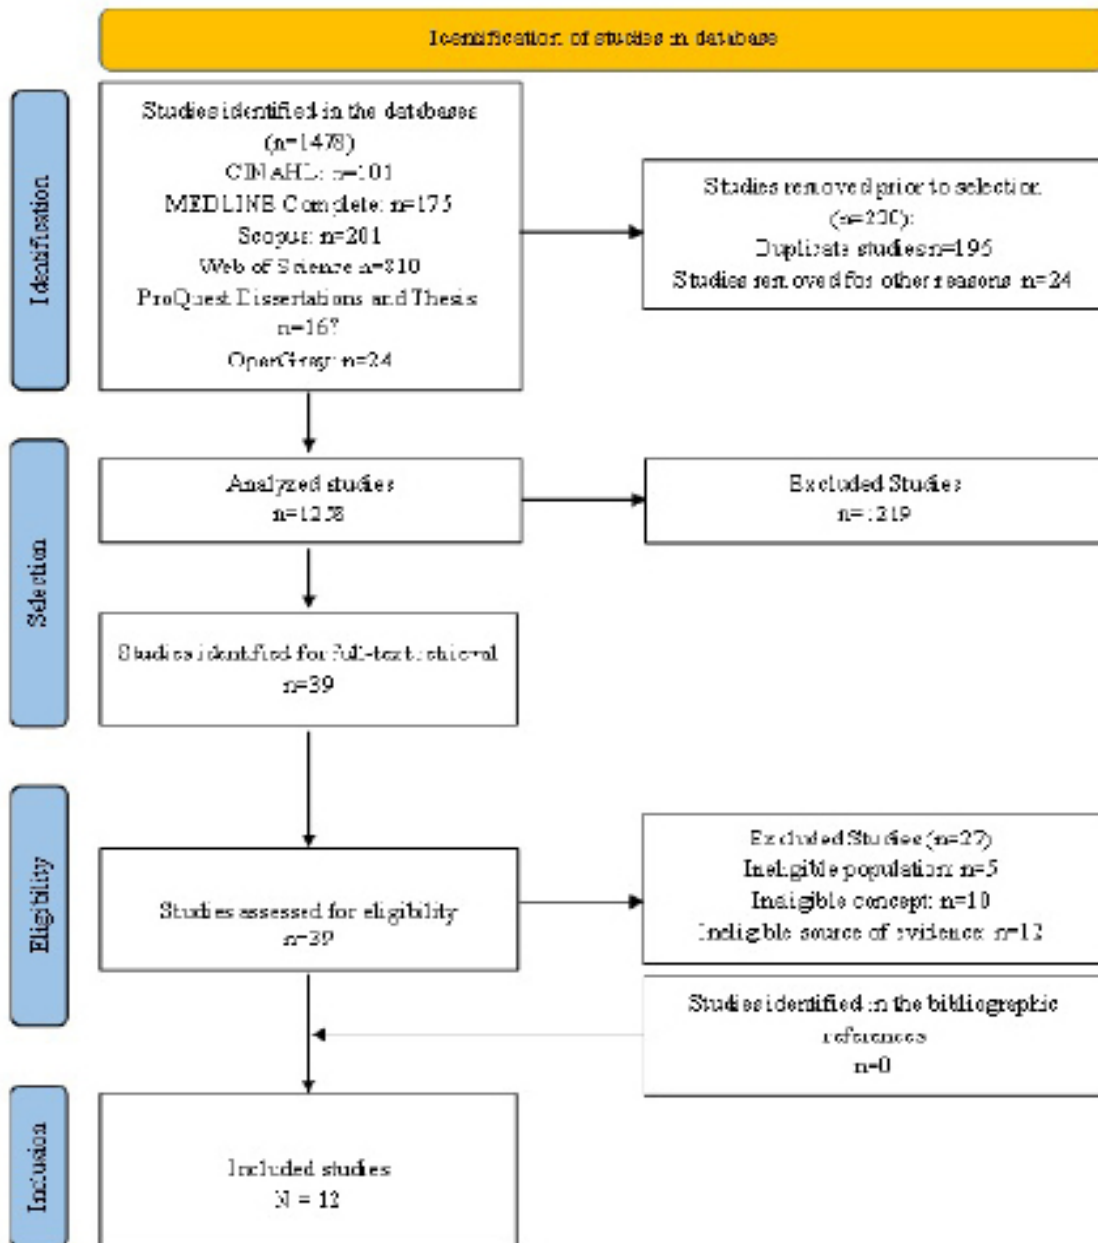 Identification of studies in database
Identification
Studies identified in the databases
(n=1478)
CINAHL: n=101
MEDLINE Complete: n=175
Scopus: n=201
Web of Science n=810
ProQuest Dissertations and Thesis
n=167
OpenGrey: n=24
Studies removed prior to selection
(n=220):
Duplicate studies n=196
Studies removed for other reasons n=24
Selection
Analyzed studies
n=1258
Excluded Studies
n=1219
Studies identified for full-text retrieval
n=39
Eligibility
Studies assessed for eligibility
n=39
Excluded Studies (n=27)
Ineligible population: n=5
Ineligible concept: n=10
Ineligible source of evidence: n=12
Studies identified in the bibliographic
references
n=0
Inclusion
Included studies
N = 12